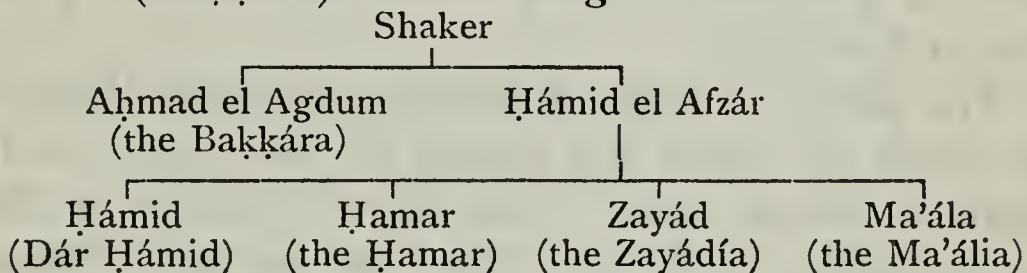 Shaker
Aḥmad el Agdum Ḥámid el Afzár
(the Baḳḳára)
Ḥámid Ḥamar Zayád Ma'ála
(Dár Ḥámid) (the Ḥamar) (the Zayádía) (the Ma'ália)